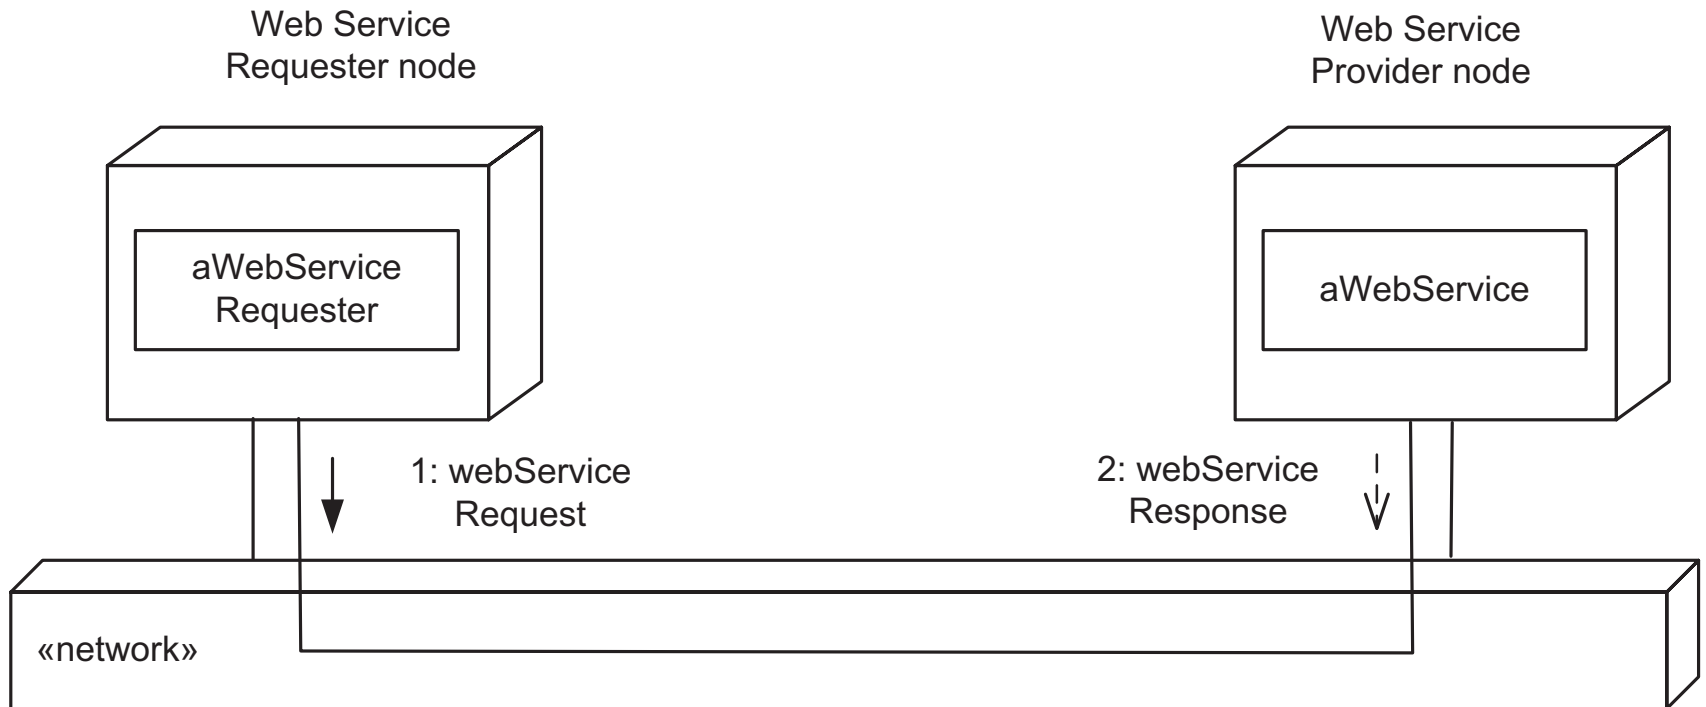 Web Service
Requester node
Web Service
Provider node
aWebService
Requester
aWebService
1: webService
Request
2: webService
Response
«network»